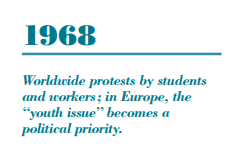 1968
Worldwide protests by students
and workers; in Europe, the
“youth issue” becomes a
political priority.